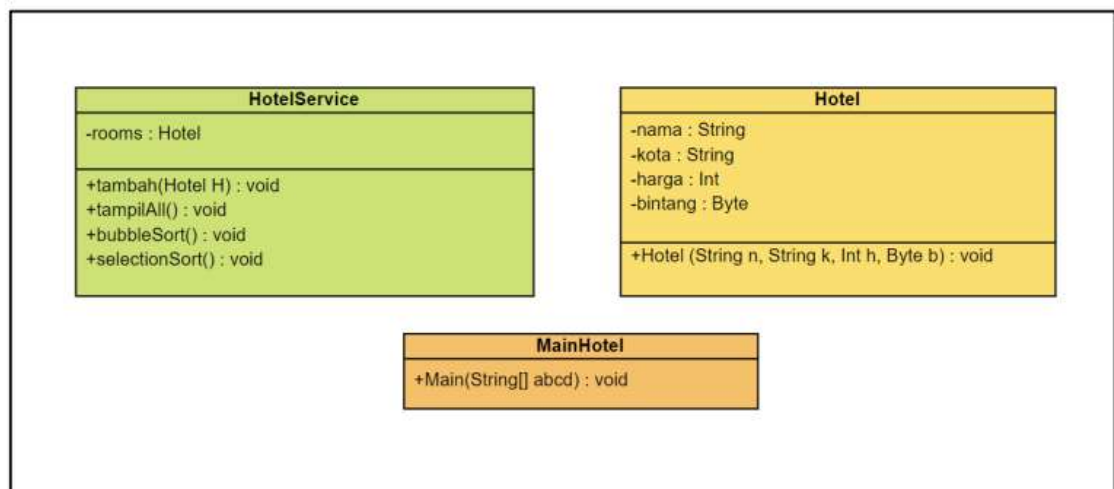 HotelService
-rooms : Hotel
+tambah(Hotel H) : void
+tampilAll() : void
+bubbleSort() : void
+selectionSort() : void
Hotel
-nama : String
-kota : String
-harga : Int
-bintang : Byte
+Hotel (String n, String k, Int h, Byte b) : void
MainHotel
+Main(String[] abcd) : void